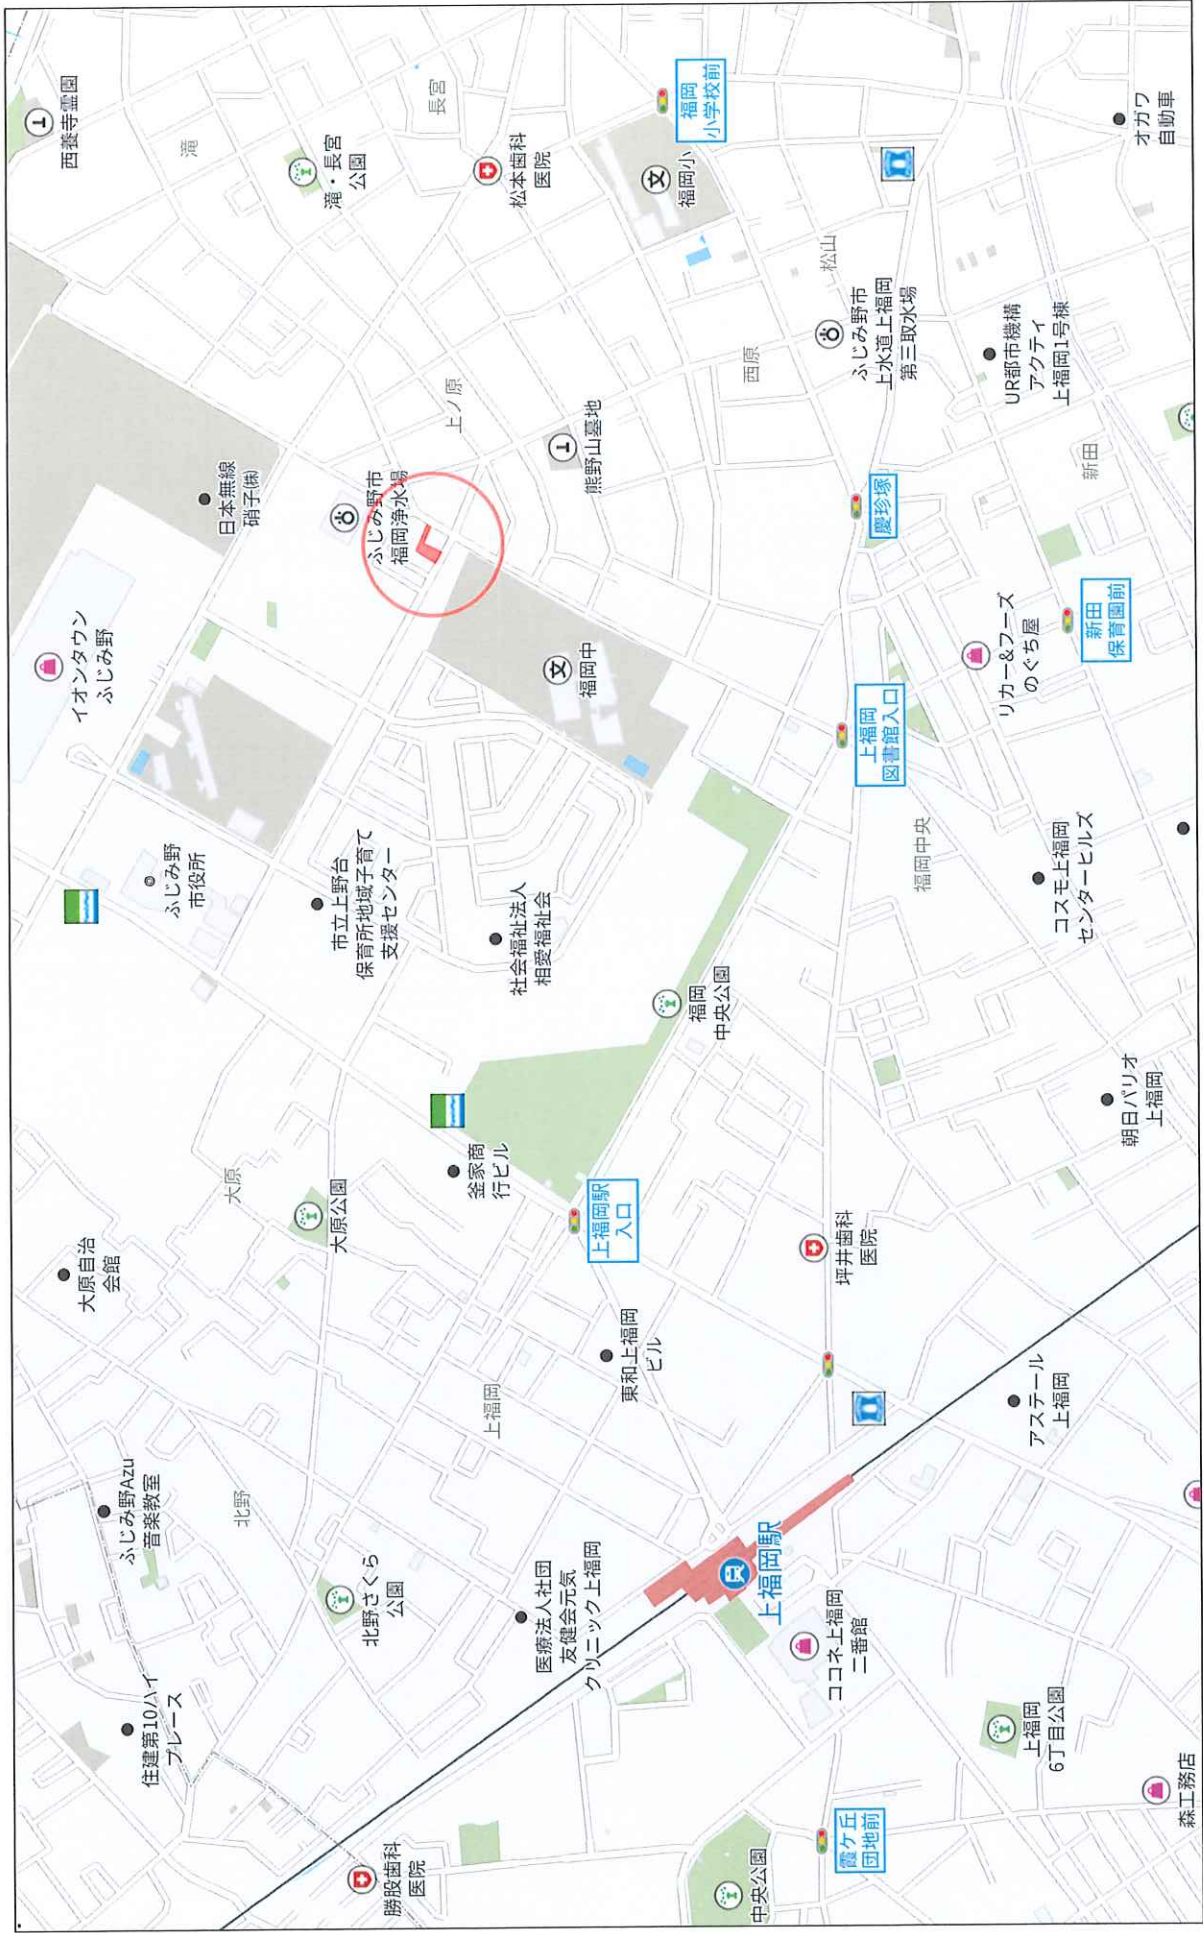 住建第10ハイ
プレース
ふじみ野Azu
音楽教室
大原自治
会館
ふじみ野
市役所
イオンタウン
ふじみ野
日本無線
硝子㈱
滝
西養寺霊園
勝股歯科
医院
北野さくら
公園
北野
大原公園
大原
市立上野台
保育所地域子育て
支援センター
ふじみ野市
福岡浄水場
上ノ原
滝・長宮
公園
長宮
医療法人社団
友健会元気
クリニック上福岡
上福岡
釜家商
行ビル
社会福祉法人
相愛福祉会
福岡中
熊野山墓地
松本歯科
医院
東和上福岡
ビル
上福岡駅
入口
福岡
中央公園
西原
福岡小
福岡
小学校前
中央公園
上福岡駅
坪井歯科
医院
上福岡
図書館入口
慶珍塚
ふじみ野市
上水道上福岡
第三取水場
松山
霞ケ丘
団地前
ココネ上福岡
二番館
福岡中央
リカー&フーズ
のぐち屋
UR都市機構
アクティ
上福岡1号棟
上福岡
6丁目公園
アステール
上福岡
コスモ上福岡
センターヒルズ
新田
保育園前
新田
オガワ
自動車
森工務店
朝日パリオ
上福岡